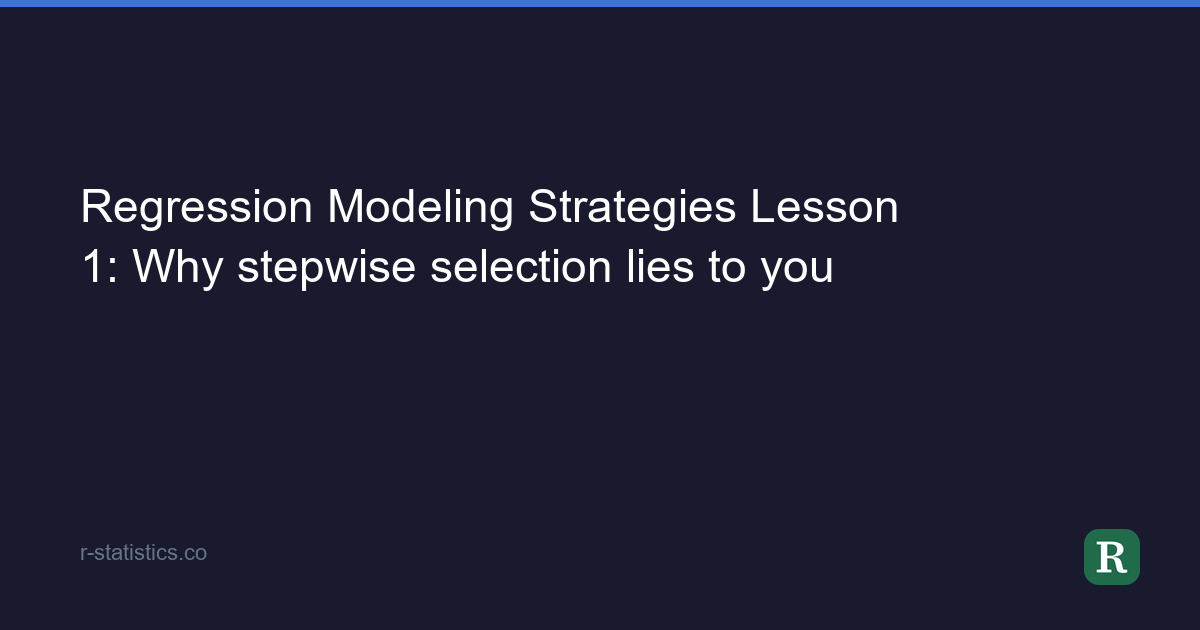 Regression Modeling Strategies Lesson
1: Why stepwise selection lies to you
r-statistics.co
R